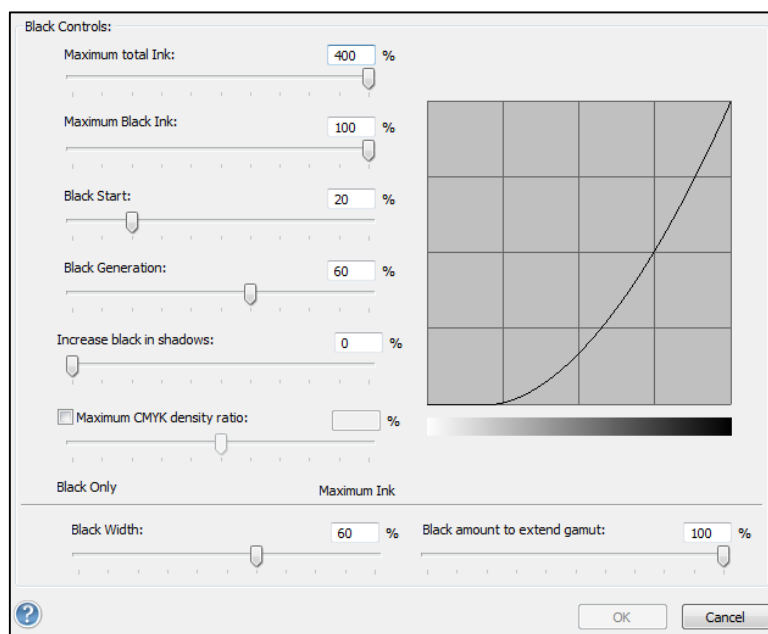 Black Controls:
Maximum total Ink: 400 %
Maximum Black Ink: 100 %
Black Start: 20 %
Black Generation: 60 %
Increase black in shadows: 0 %
Maximum CMYK density ratio: %
Black Only Maximum Ink
Black Width: 60 % Black amount to extend gamut: 100 %
? OK Cancel